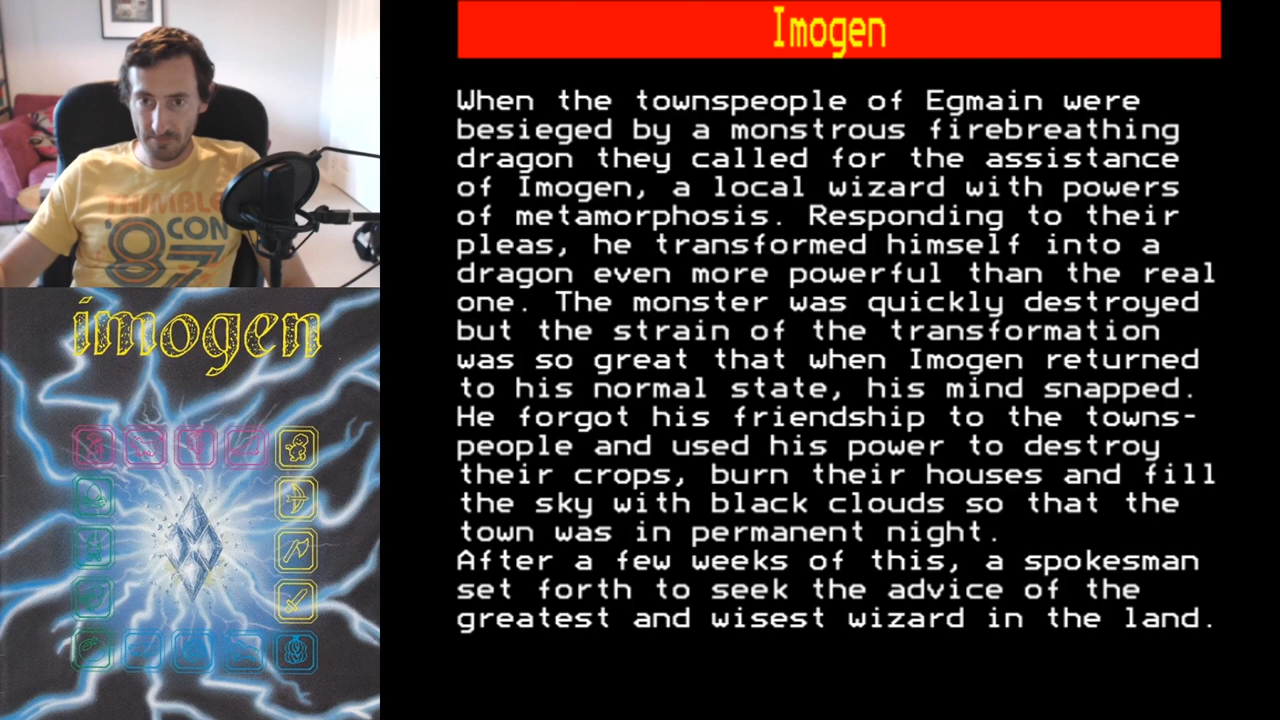 THIMBLE
'87CON
imogen
Imogen
When the townspeople of Egmain were
besieged by a monstrous firebreathing
dragon they called for the assistance
of Imogen, a local wizard with powers
of metamorphosis. Responding to their
pleas, he transformed himself into a
dragon even more powerful than the real
one. The monster was quickly destroyed
but the strain of the transformation
was so great that when Imogen returned
to his normal state, his mind snapped.
He forgot his friendship to the towns-
people and used his power to destroy
their crops, burn their houses and fill
the sky with black clouds so that the
town was in permanent night.
After a few weeks of this, a spokesman
set forth to seek the advice of the
greatest and wisest wizard in the land.